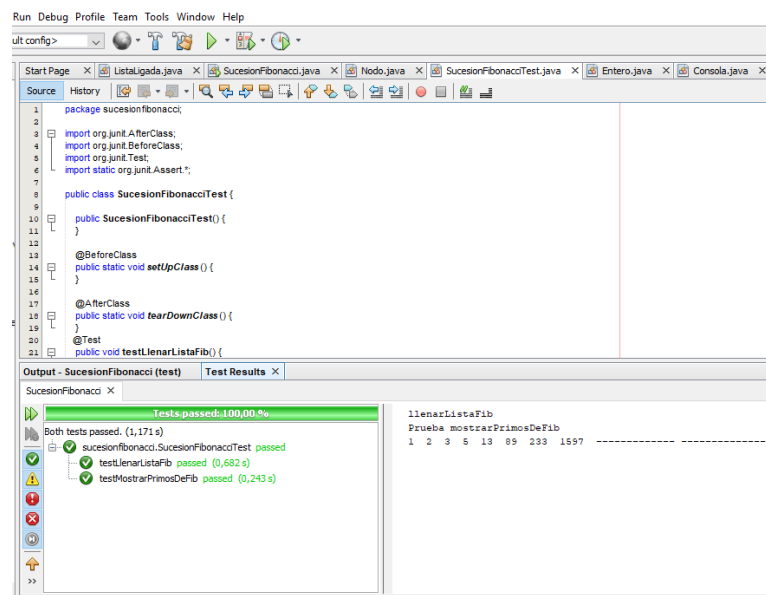 Run Debug Profile Team Tools Window Help
ult config>
Start Page ListaLigada.java SucesionFibonacci.java Nodo.java SucesionFibonacciTest.java Entero.java Consola.java
Source History
1 package sucesionfibonacci;
2
3 import org.junit.AfterClass;
4 import org.junit.BeforeClass;
5 import org.junit.Test;
6 import static org.junit.Assert.*;
7
8 public class SucesionFibonacciTest {
9
10 public SucesionFibonacciTest() {
11 }
12
13 @BeforeClass
14 public static void setUpClass() {
15 }
16
17 @AfterClass
18 public static void tearDownClass() {
19 }
20 @Test
21 public void testLlenarListaFib() {
Output - SucesionFibonacci (test) Test Results
SucesionFibonacci
Tests passed: 100,00 %
Both tests passed. (1,171 s)
sucesionfibonacci.SucesionFibonacciTest passed
testLlenarListaFib passed (0,682 s)
testMostrarPrimosDeFib passed (0,243 s)
llenarListaFib
Prueba mostrarPrimosDeFib
1 2 3 5 13 89 233 1597 ------------- --------------